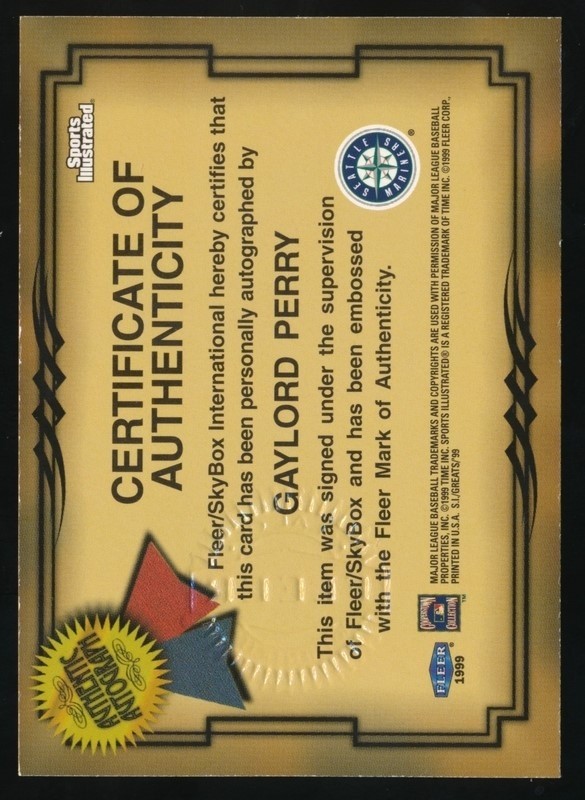 Sports
Illustrated®
CERTIFICATE OF
AUTHENTICITY
Fleer/SkyBox International hereby certifies that
this card has been personally autographed by
GAYLORD PERRY
This item was signed under the supervision
of Fleer/SkyBox and has been embossed
with the Fleer Mark of Authenticity.
AUTHENTIC
AUTOGRAPH
SEATTLE
MARINERS
®
FLEER
1999
COOPERSTOWN
COLLECTION
™
MAJOR LEAGUE BASEBALL TRADEMARKS AND COPYRIGHTS ARE USED WITH PERMISSION OF MAJOR LEAGUE BASEBALL
PROPERTIES, INC. ©1999 TIME INC. SPORTS ILLUSTRATED® IS A REGISTERED TRADEMARK OF TIME INC. ©1999 FLEER CORP.,
PRINTED IN U.S.A. S.I./GREATS/'99